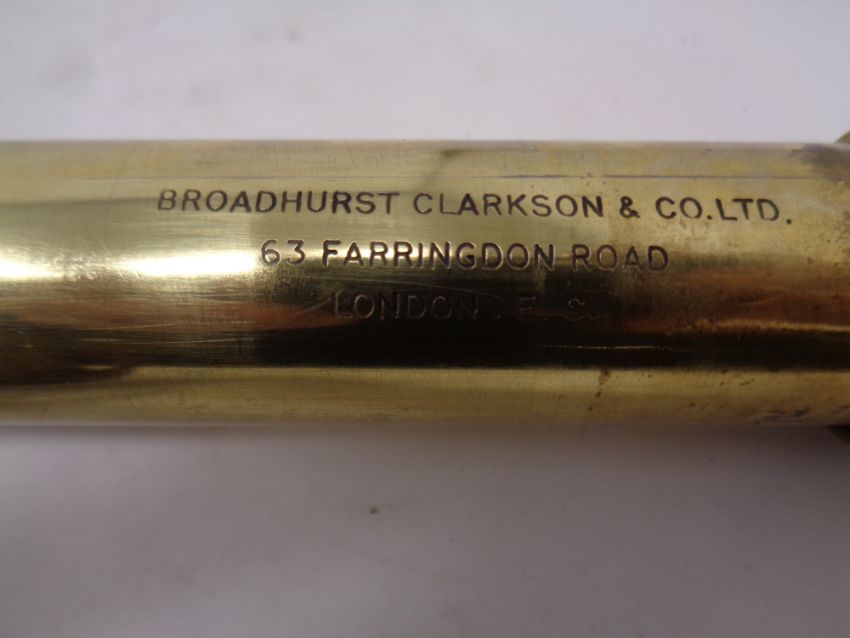 BROADHURST CLARKSON & CO.LTD.
63 FARRINGDON ROAD
LONDON. E. C.